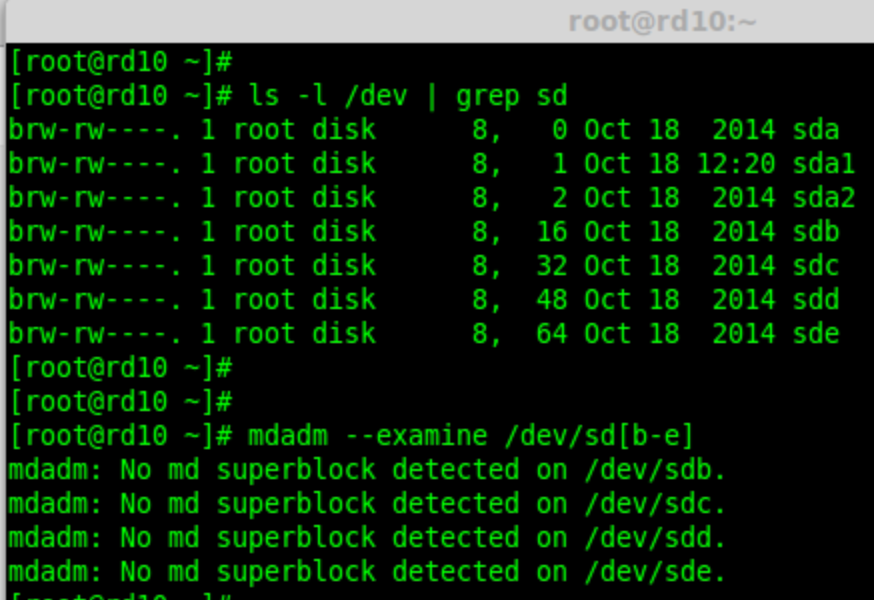 root@rd10:~
[root@rd10 ~]#
[root@rd10 ~]# ls -l /dev | grep sd
brw-rw----. 1 root disk      8,   0 Oct 18  2014 sda
brw-rw----. 1 root disk      8,   1 Oct 18 12:20 sda1
brw-rw----. 1 root disk      8,   2 Oct 18  2014 sda2
brw-rw----. 1 root disk      8,  16 Oct 18  2014 sdb
brw-rw----. 1 root disk      8,  32 Oct 18  2014 sdc
brw-rw----. 1 root disk      8,  48 Oct 18  2014 sdd
brw-rw----. 1 root disk      8,  64 Oct 18  2014 sde
[root@rd10 ~]#
[root@rd10 ~]#
[root@rd10 ~]# mdadm --examine /dev/sd[b-e]
mdadm: No md superblock detected on /dev/sdb.
mdadm: No md superblock detected on /dev/sdc.
mdadm: No md superblock detected on /dev/sdd.
mdadm: No md superblock detected on /dev/sde.
[root@rd10 ~]#